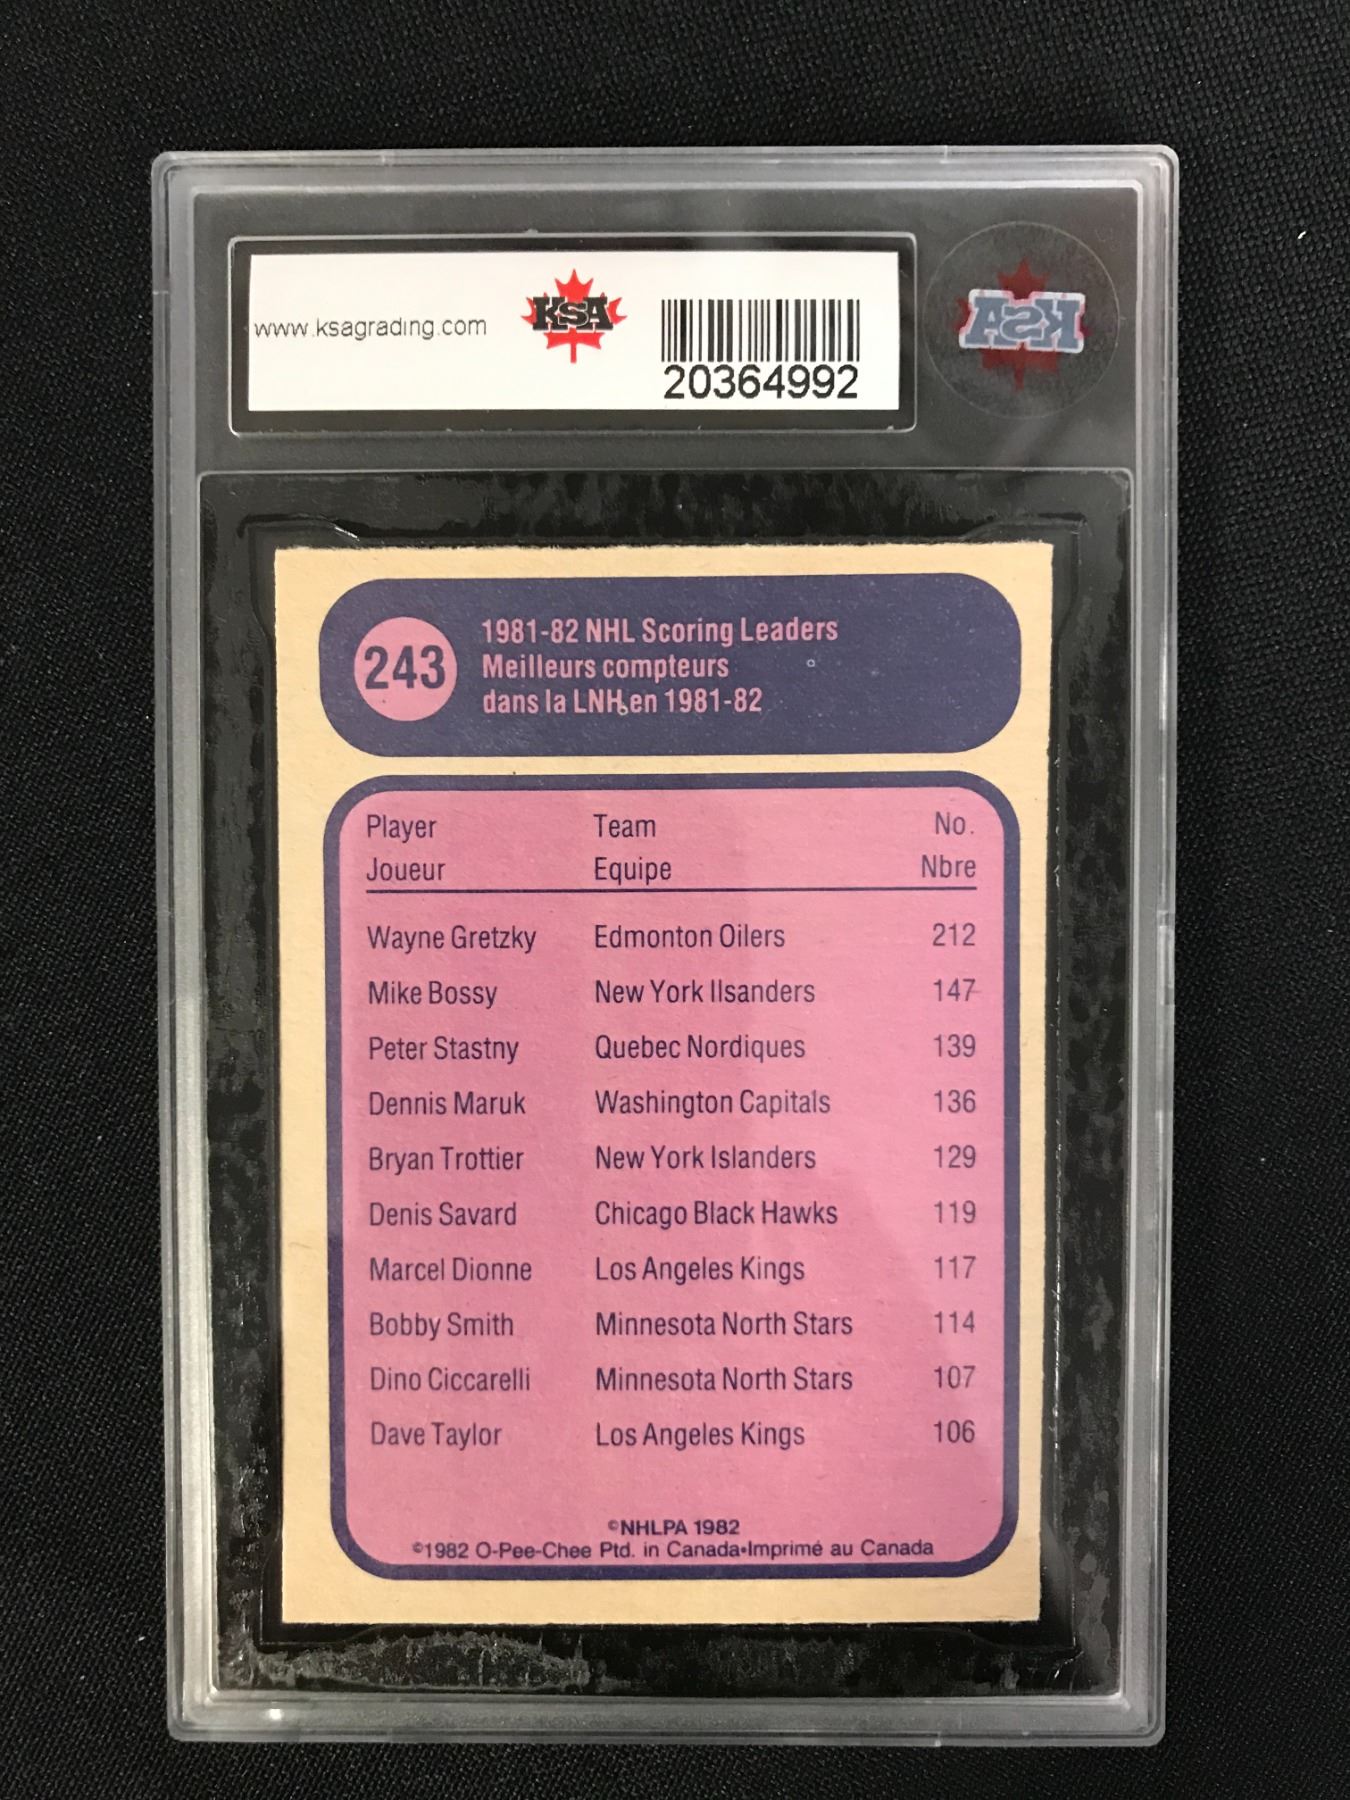 www.ksagrading.com
KSA
20364992
KSA
243
1981-82 NHL Scoring Leaders
Meilleurs compteurs
dans la LNH en 1981-82
Player Team No.
Joueur Equipe Nbre
Wayne Gretzky Edmonton Oilers 212
Mike Bossy New York Ilsanders 147
Peter Stastny Quebec Nordiques 139
Dennis Maruk Washington Capitals 136
Bryan Trottier New York Islanders 129
Denis Savard Chicago Black Hawks 119
Marcel Dionne Los Angeles Kings 117
Bobby Smith Minnesota North Stars 114
Dino Ciccarelli Minnesota North Stars 107
Dave Taylor Los Angeles Kings 106
©NHLPA 1982
©1982 O-Pee-Chee Ptd. in Canada•Imprimé au Canada